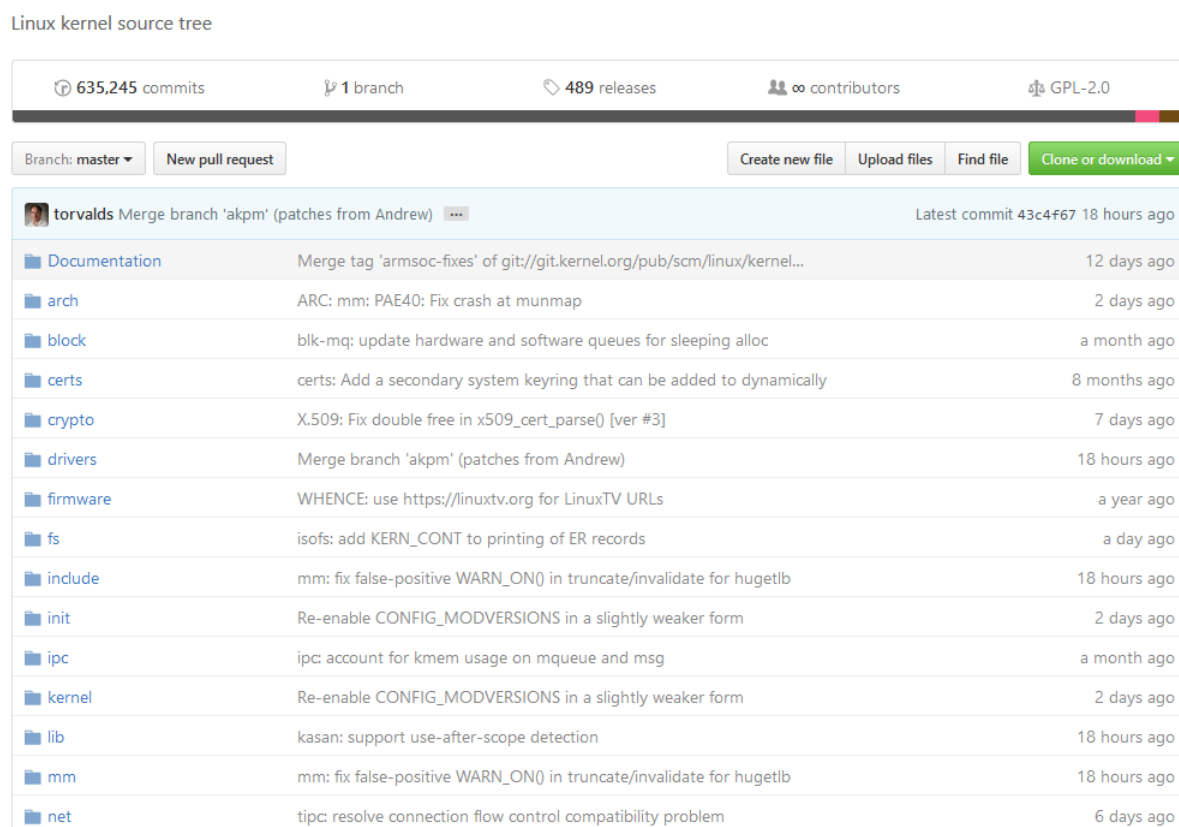 Linux kernel source tree
635,245 commits 1 branch 489 releases ∞ contributors GPL-2.0
Branch: master New pull request Create new file Upload files Find file Clone or download
torvalds Merge branch 'akpm' (patches from Andrew) ... Latest commit 43c4f67 18 hours ago
Documentation Merge tag 'armsoc-fixes' of git://git.kernel.org/pub/scm/linux/kernel... 12 days ago
arch ARC: mm: PAE40: Fix crash at munmap 2 days ago
block blk-mq: update hardware and software queues for sleeping alloc a month ago
certs certs: Add a secondary system keyring that can be added to dynamically 8 months ago
crypto X.509: Fix double free in x509_cert_parse() [ver #3] 7 days ago
drivers Merge branch 'akpm' (patches from Andrew) 18 hours ago
firmware WHENCE: use https://linuxtv.org for LinuxTV URLs a year ago
fs isofs: add KERN_CONT to printing of ER records a day ago
include mm: fix false-positive WARN_ON() in truncate/invalidate for hugetlb 18 hours ago
init Re-enable CONFIG_MODVERSIONS in a slightly weaker form 2 days ago
ipc ipc: account for kmem usage on mqueue and msg a month ago
kernel Re-enable CONFIG_MODVERSIONS in a slightly weaker form 2 days ago
lib kasan: support use-after-scope detection 18 hours ago
mm mm: fix false-positive WARN_ON() in truncate/invalidate for hugetlb 18 hours ago
net tipc: resolve connection flow control compatibility problem 6 days ago